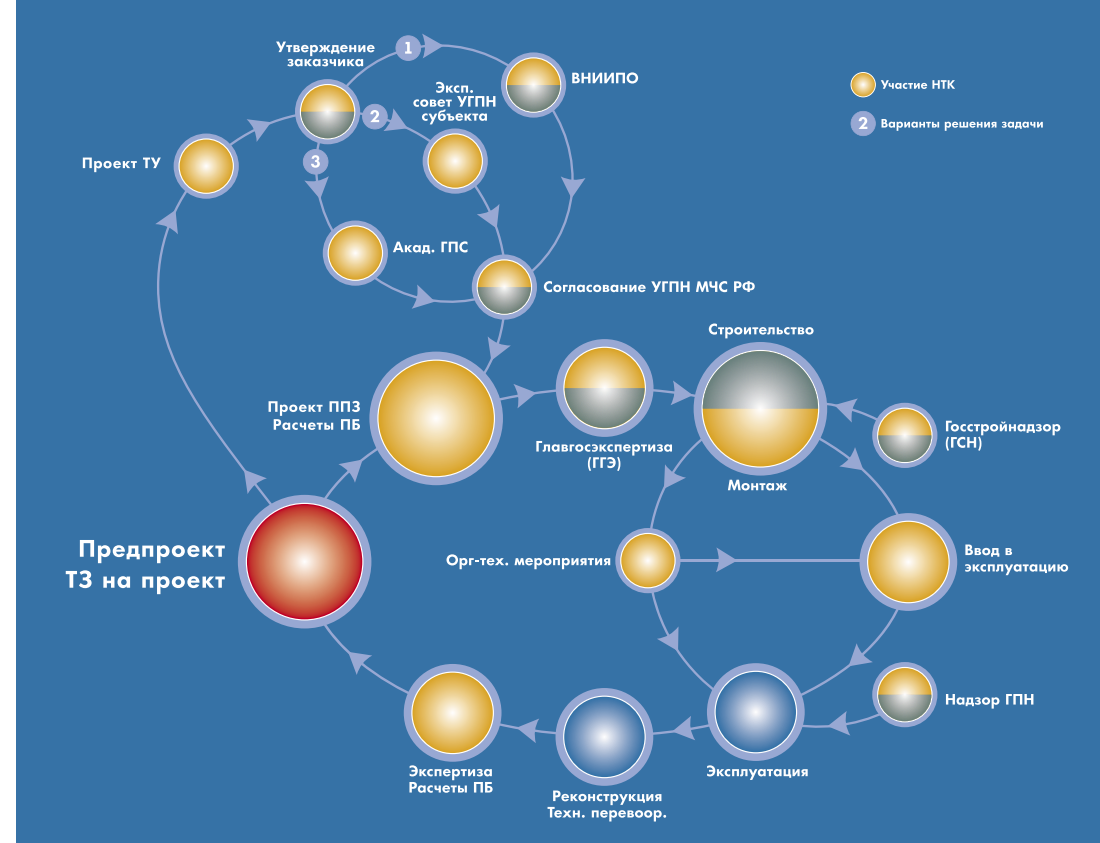 Утверждение
заказчика
1
ВНИИПО
Эксп.
совет УГПН
субъекта
2
Участие НТК
2
Варианты решения задачи
Проект ТУ
3
Акад. ГПС
Согласование УГПН МЧС РФ
Строительство
Проект ППЗ
Расчеты ПБ
Главгосэкспертиза
(ГГЭ)
Монтаж
Госстройнадзор
(ГСН)
Предпроект
ТЗ на проект
Орг-тех. мероприятия
Ввод в
эксплуатацию
Надзор ГПН
Экспертиза
Расчеты ПБ
Реконструкция
Техн. перевоор.
Эксплуатация